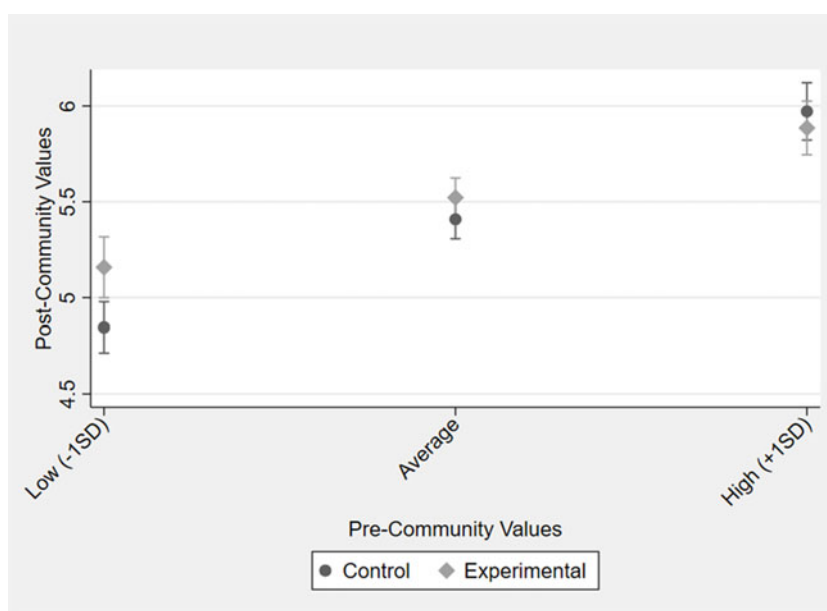 Post-Community Values
6
5.5
5
4.5
Low (-1SD)
Average
High (+1SD)
Pre-Community Values
Control
Experimental